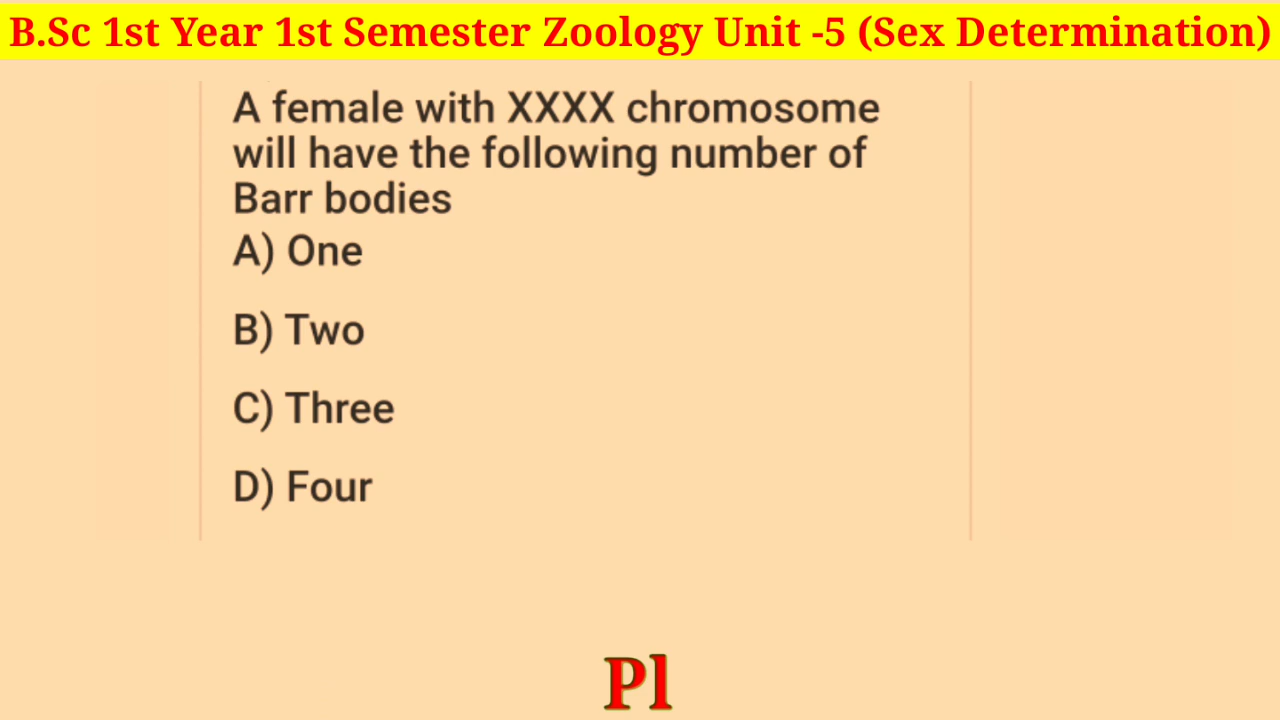 B.Sc 1st Year 1st Semester Zoology Unit -5 (Sex Determination)
A female with XXXX chromosome
will have the following number of
Barr bodies
A) One
B) Two
C) Three
D) Four
Pl